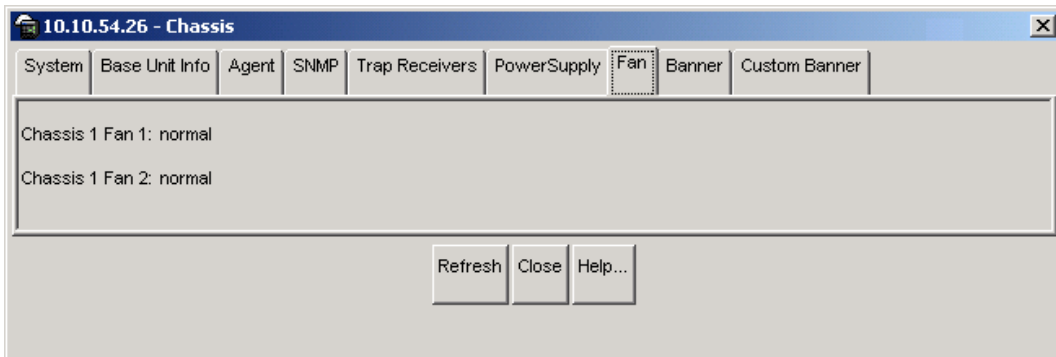 10.10.54.26 - Chassis
System Base Unit Info Agent SNMP Trap Receivers PowerSupply Fan Banner Custom Banner
Chassis 1 Fan 1: normal
Chassis 1 Fan 2: normal
Refresh Close Help...